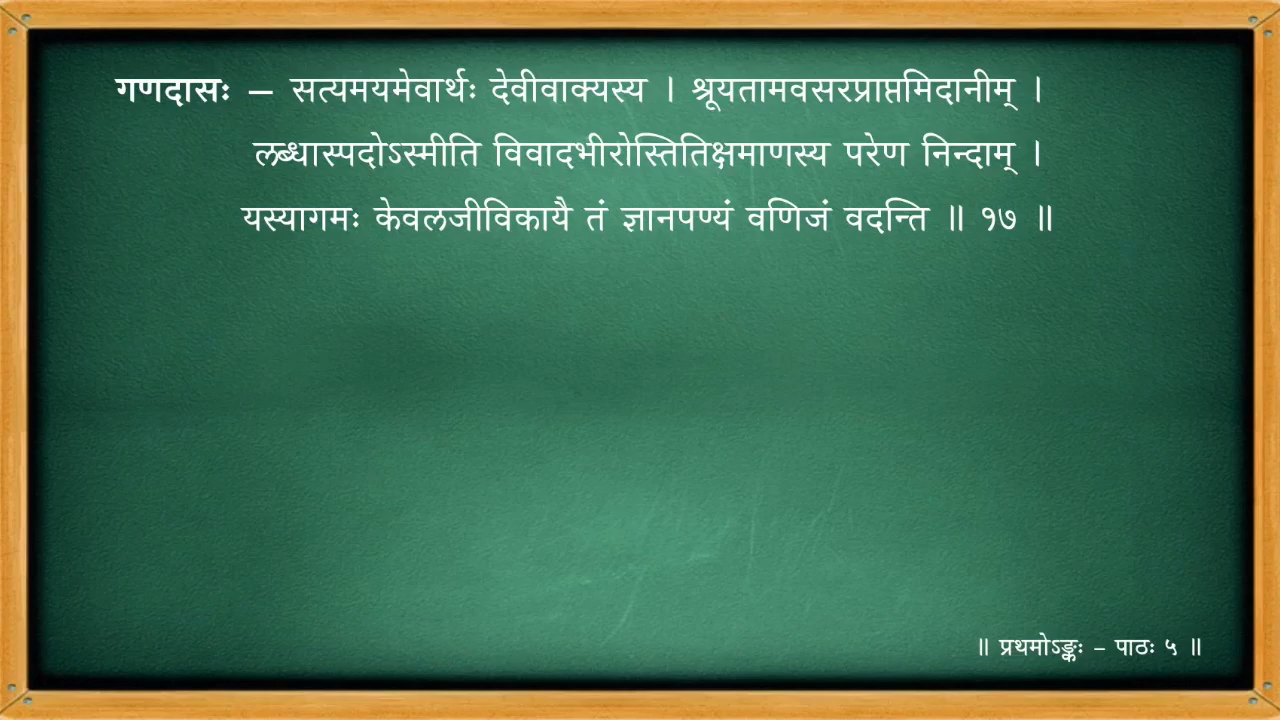 गणदासः – सत्यमयमेवार्थः देवीवाक्यस्य । श्रूयतामवसरप्राप्तमिदानीम् ।
लब्धास्पदोऽस्मीति विवादभीरोस्तितिक्षमाणस्य परेण निन्दाम् ।
यस्यागमः केवलजीविकायै तं ज्ञानपण्यं वणिजं वदन्ति ॥ १७ ॥
॥ प्रथमोऽङ्कः – पाठः ५ ॥